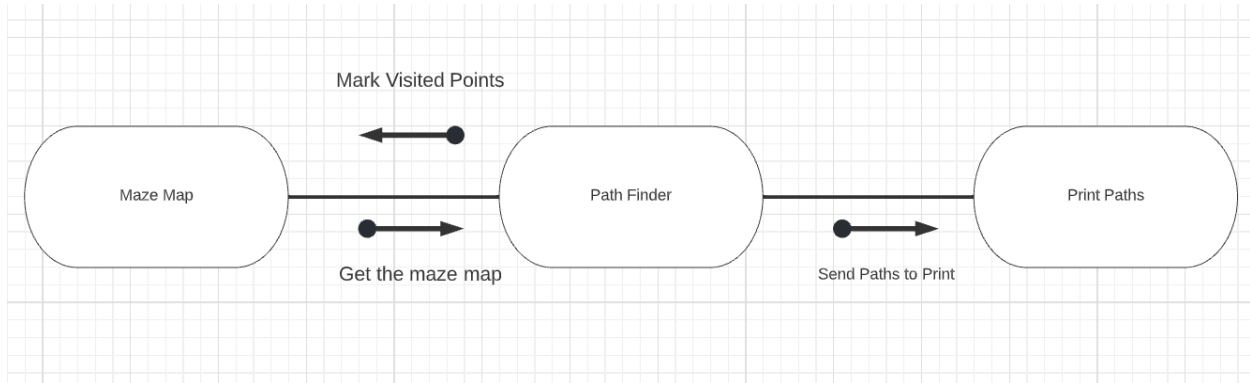 Mark Visited Points
Maze Map
Path Finder
Print Paths
Get the maze map
Send Paths to Print